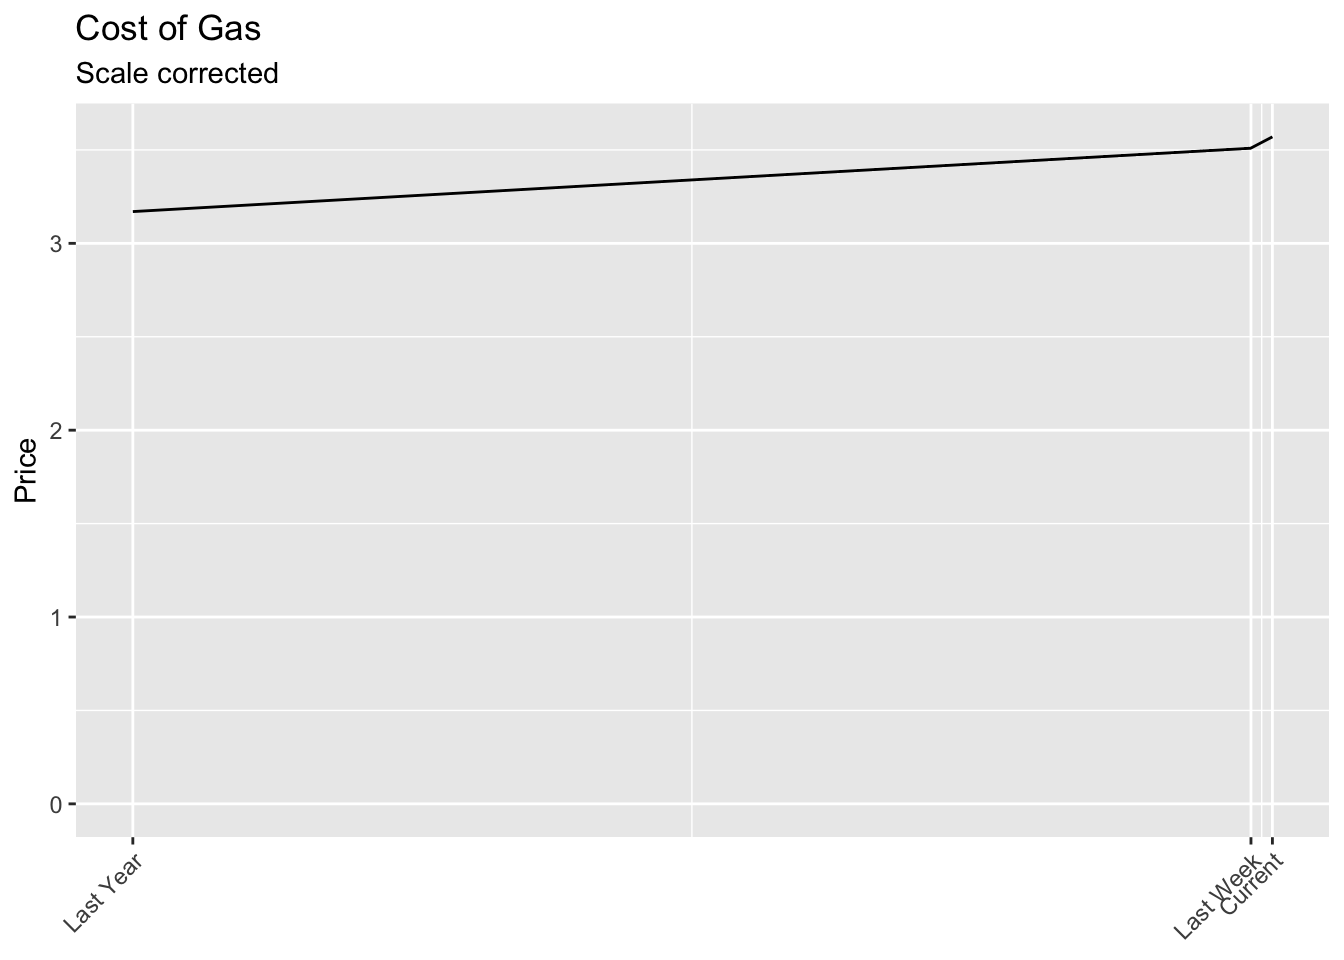 Cost of Gas
Scale corrected
Price
3
2
1
0
Last Year
Last Week
Current